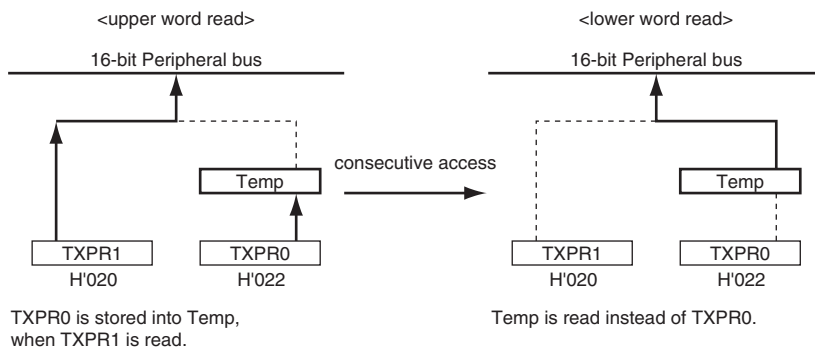 <upper word read>
16-bit Peripheral bus
Temp
TXPR1
TXPR0
H'020
H'022
TXPR0 is stored into Temp,
when TXPR1 is read.
consecutive access
<lower word read>
16-bit Peripheral bus
Temp
TXPR1
TXPR0
H'020
H'022
Temp is read instead of TXPR0.